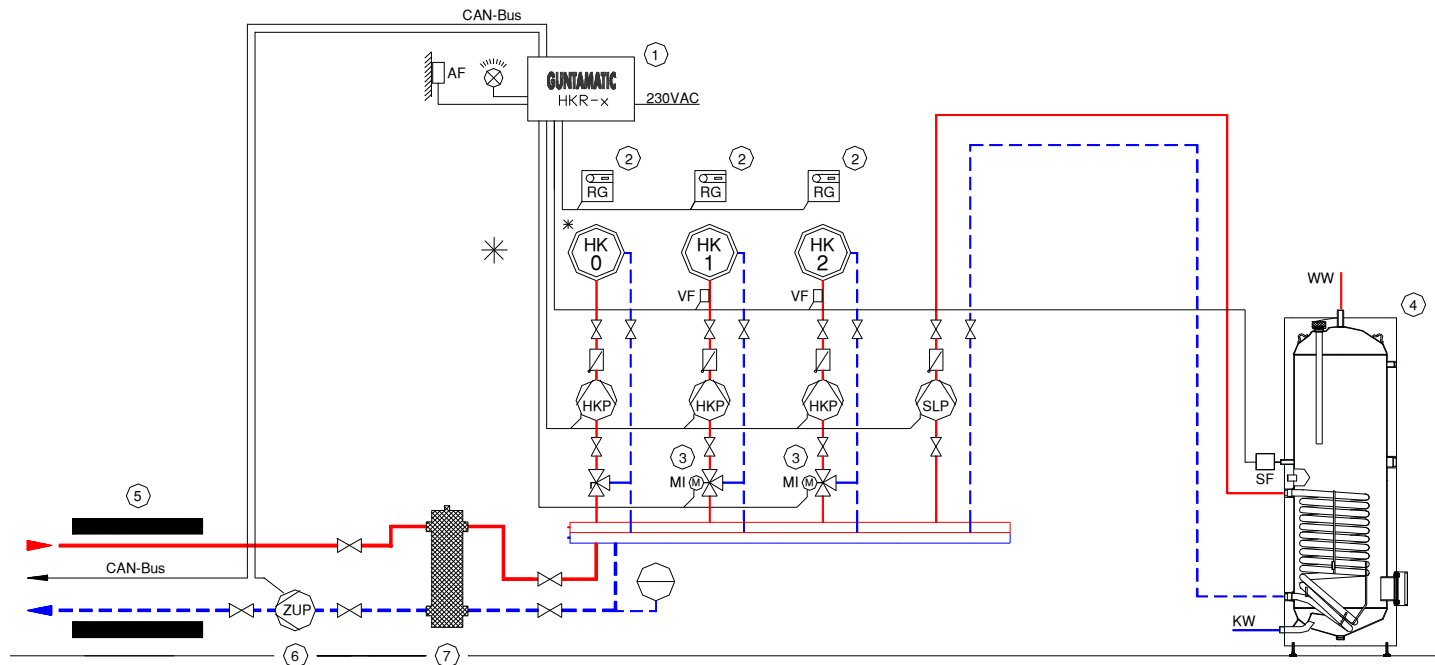 CAN-Bus
1
AF
GUNTAMATIC
HKR-x
230VAC
2
2
2
RG
RG
RG
*
*
HK
0
HK
1
HK
2
VF
VF
WW
4
HKP
HKP
HKP
SLP
3
3
MI
M
MI
M
SF
5
CAN-Bus
ZUP
KW
6
7